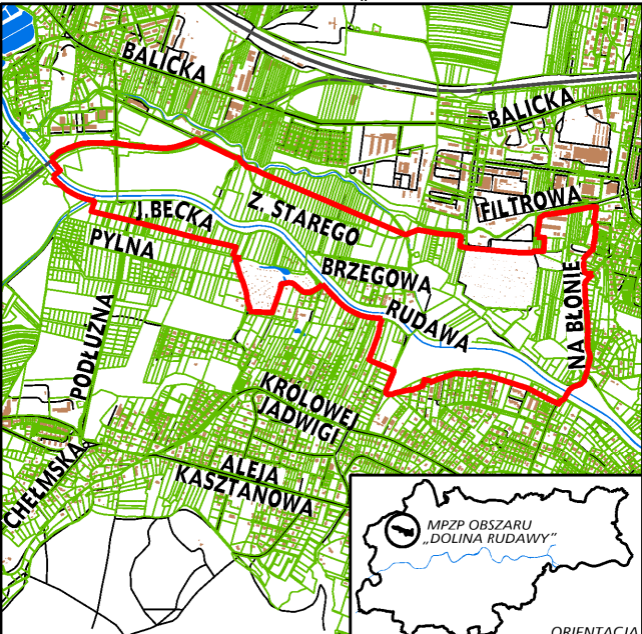 BALICKA
BALICKA
FILTROWA
Z. STAREGO
J.BECKA
PYLNA
BRZEGOWA
RUDAWA
NA BŁONIE
PODŁUŻNA
KRÓLOWEJ
JADWIGI
ALEJA
KASZTANOWA
CHEŁMSKA
MPZP OBSZARU
„DOLINA RUDAWY”
ORIENTACJA